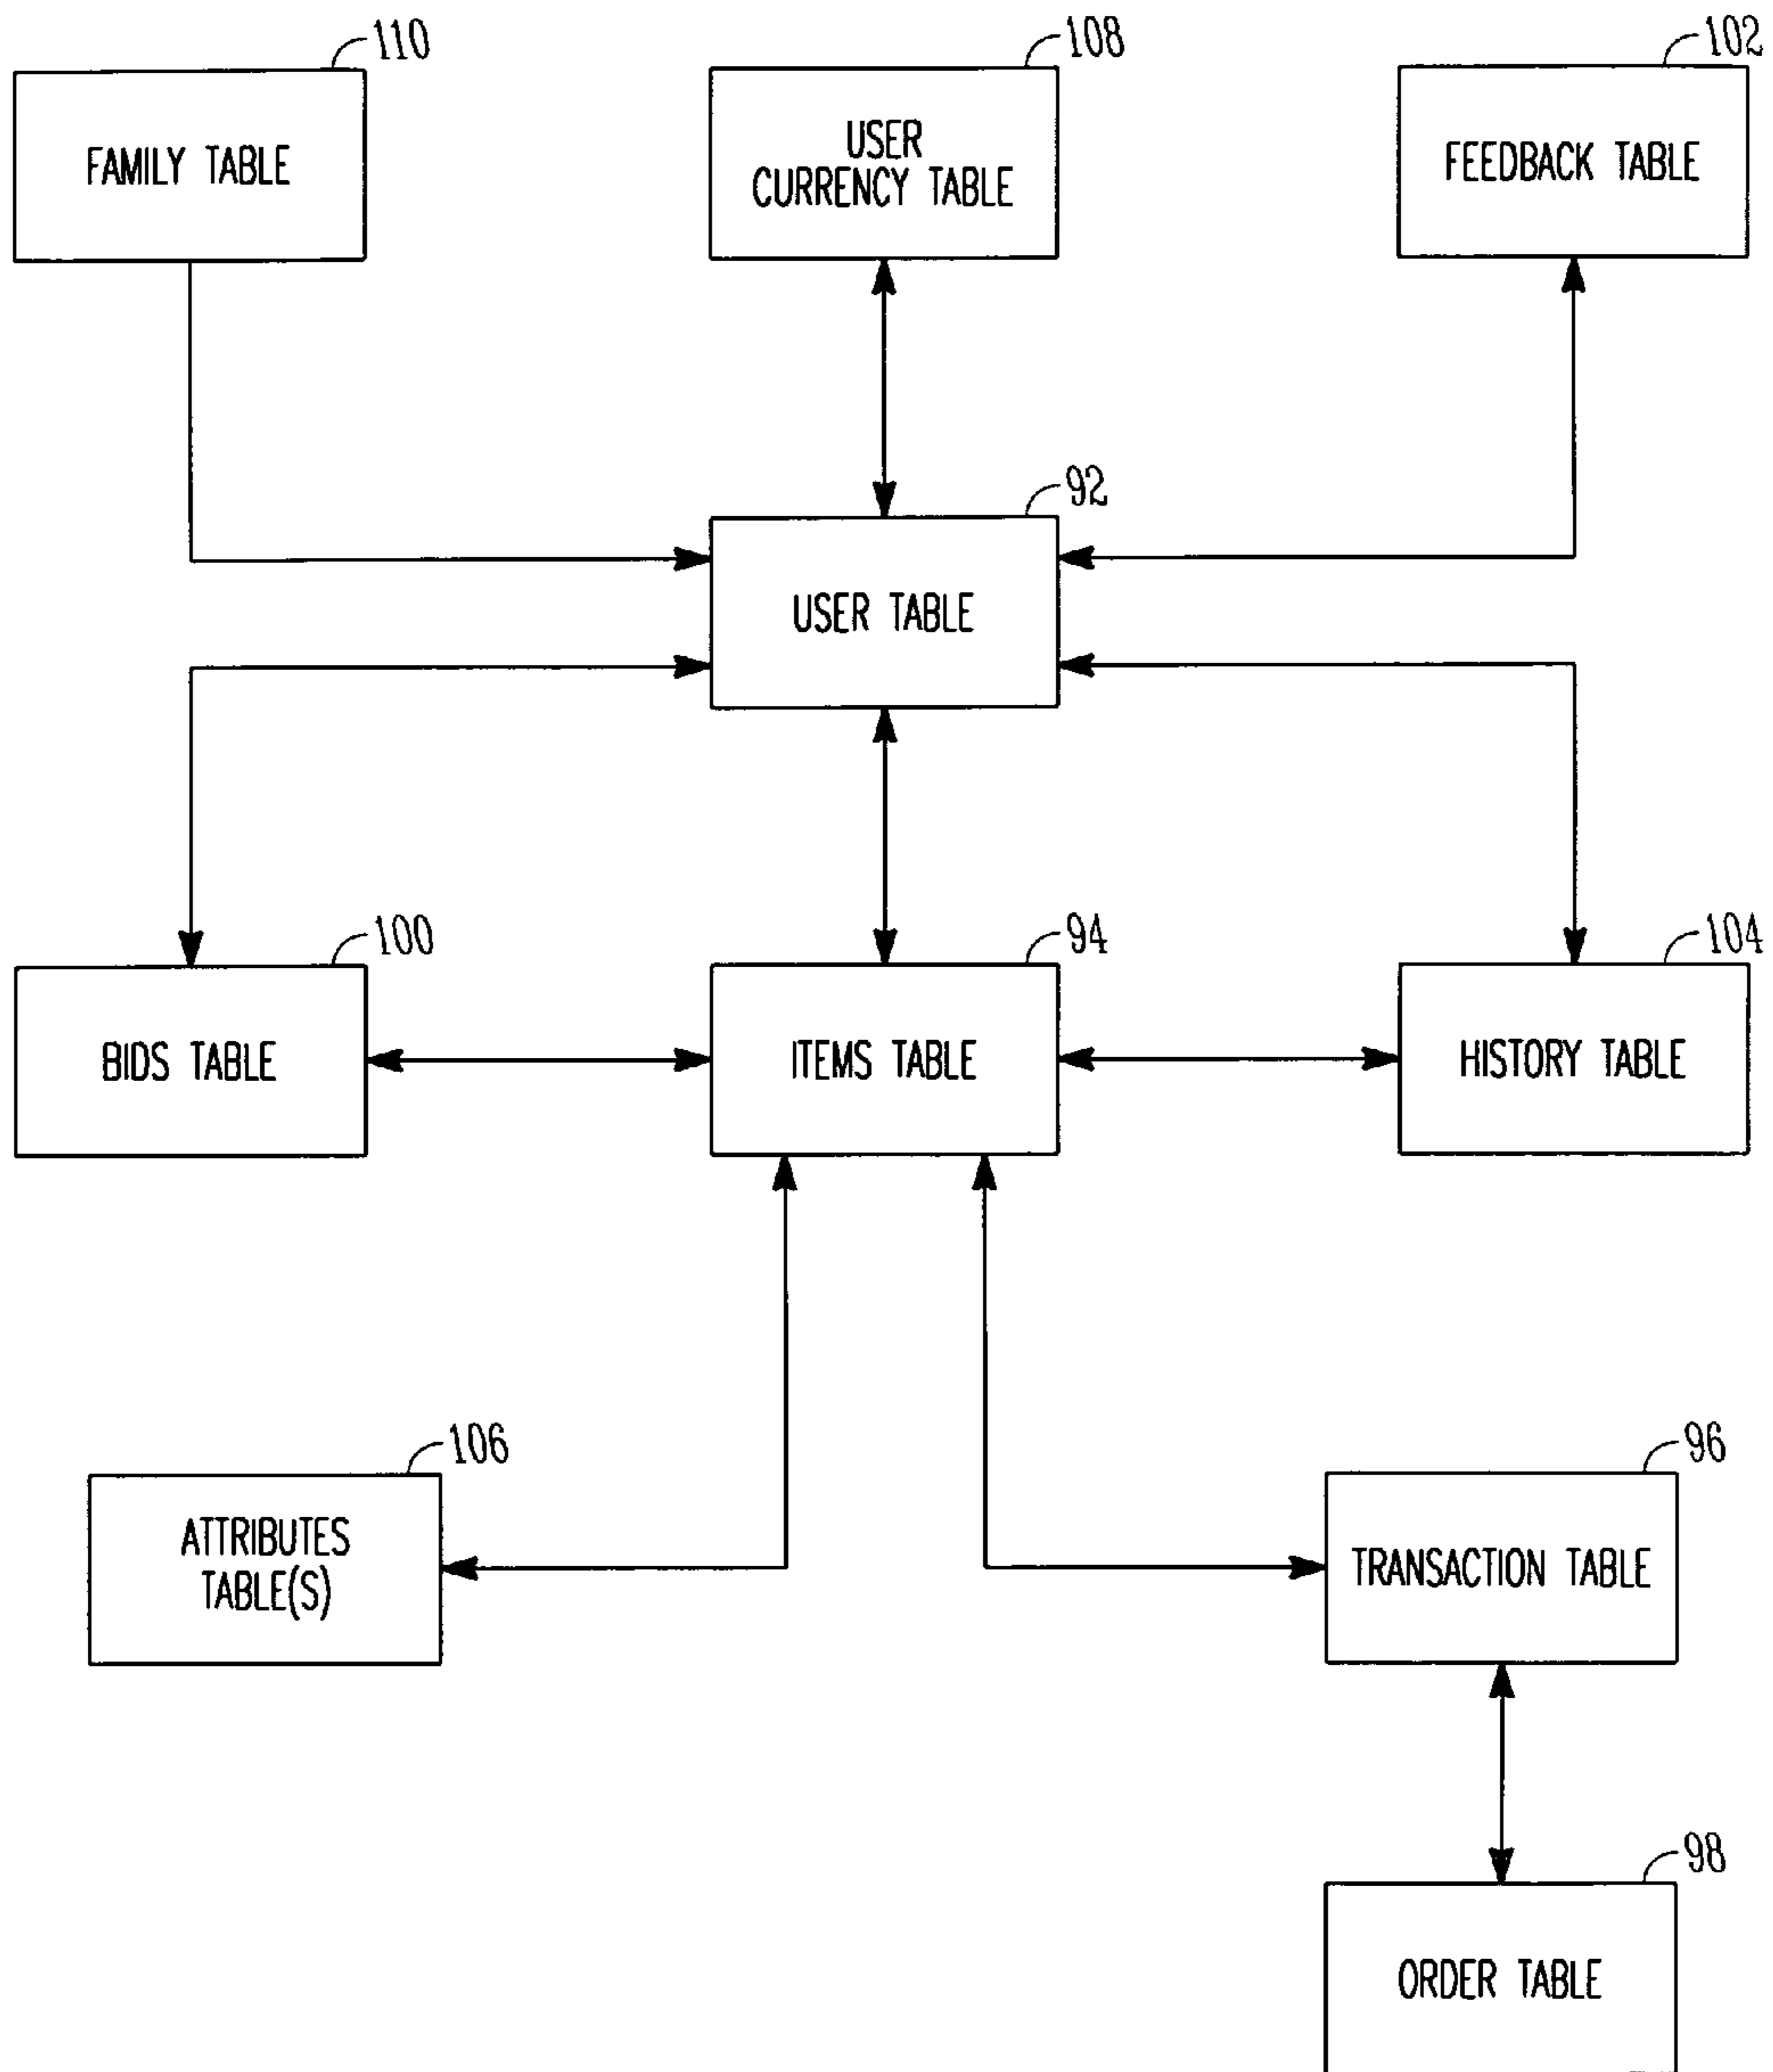 110
108
102
FAMILY TABLE
USER
CURRENCY TABLE
FEEDBACK TABLE
92
USER TABLE
100
94
104
BIDS TABLE
ITEMS TABLE
HISTORY TABLE
106
96
ATTRIBUTES
TABLE(S)
TRANSACTION TABLE
98
ORDER TABLE